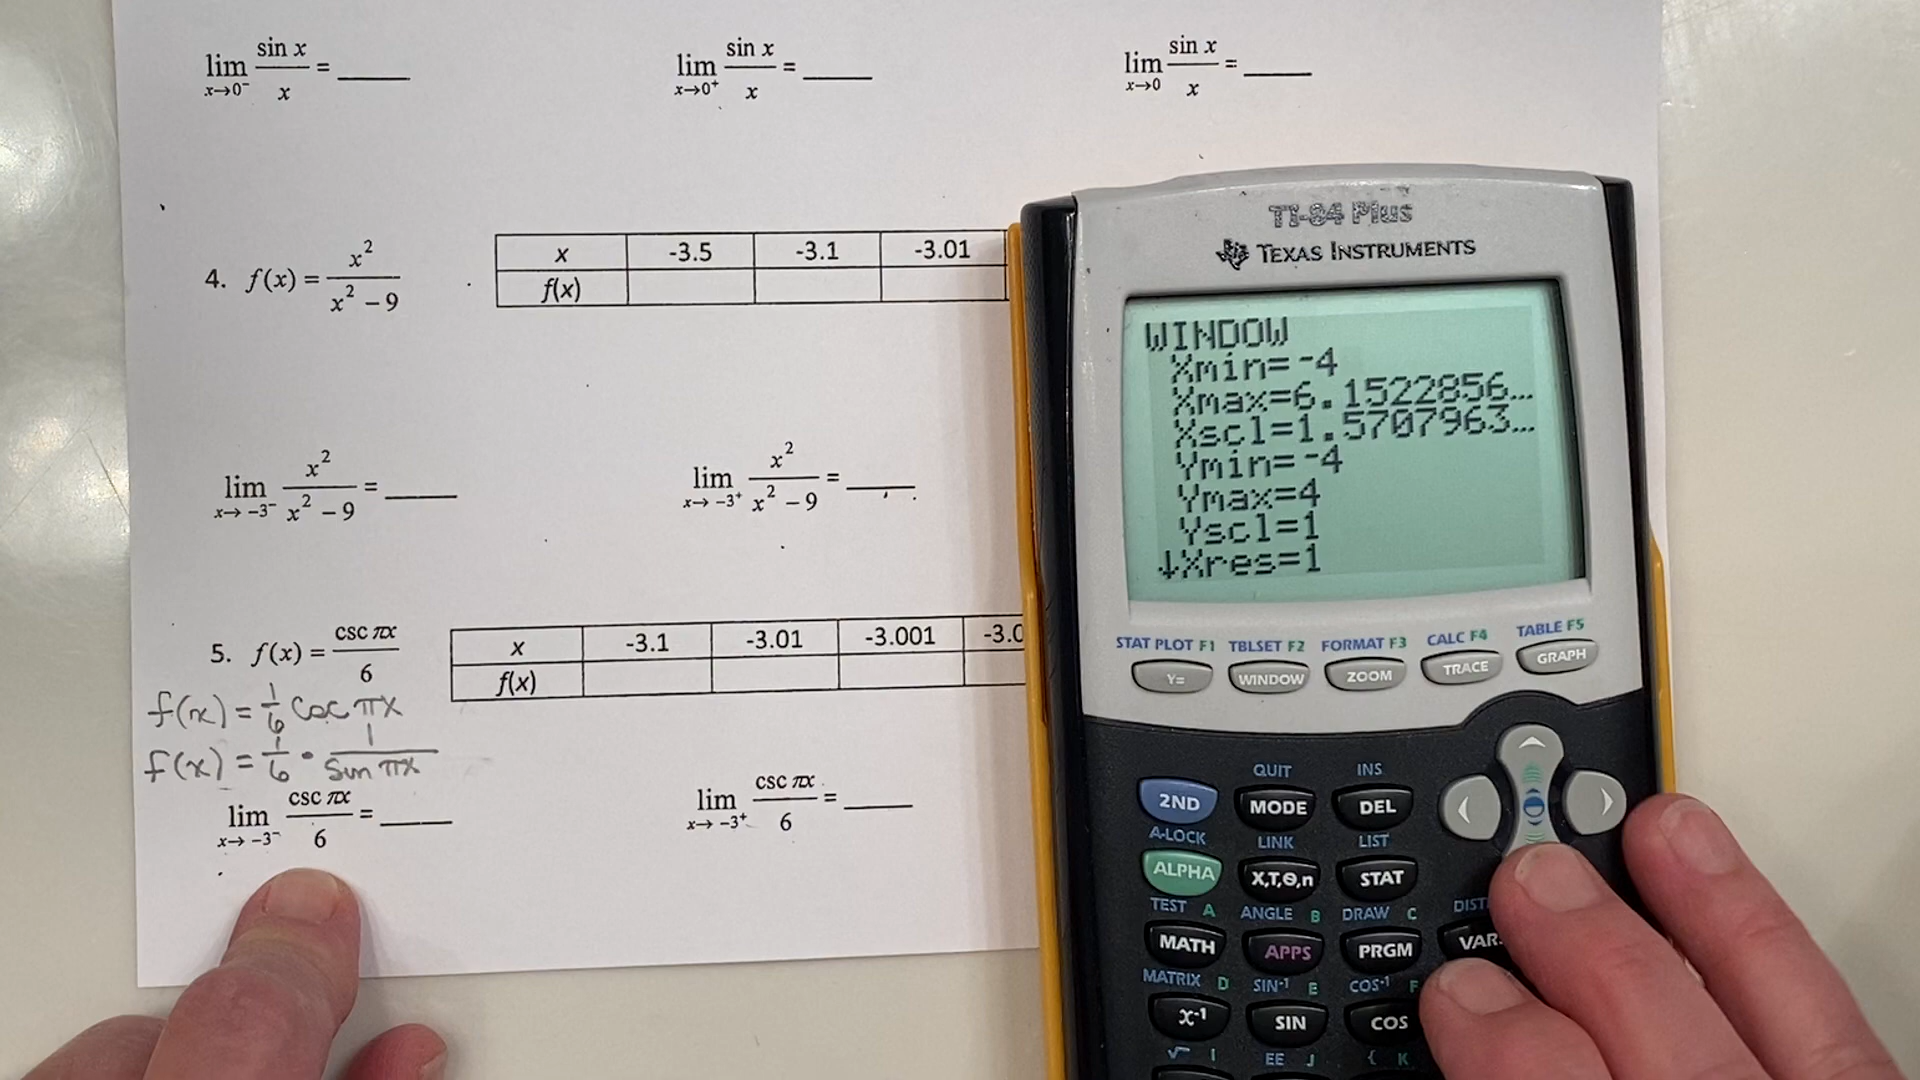 lim x→0⁻ sin x / x = ____
lim x→0⁺ sin x / x = ____
lim x→0 sin x / x = ____
4. f(x) = x² / x² – 9
x -3.5 -3.1 -3.01
f(x)
lim x→ –3⁻ x² / x² – 9 = ____
lim x→ –3⁺ x² / x² – 9 = ____
5. f(x) = csc πx / 6
x -3.1 -3.01 -3.001 -3.0
f(x)
f(x) = 1/6 csc πx
f(x) = 1/6 • 1 / sin πx
lim x→ –3⁻ csc πx / 6 = ____
lim x→ –3⁺ csc πx / 6 = ____
TI-84 Plus
TEXAS INSTRUMENTS
WINDOW
Xmin=-4
Xmax=6.1522856…
Xscl=1.5707963…
Ymin=-4
Ymax=4
Yscl=1
↓Xres=1
STAT PLOT F1 TBLSET F2 FORMAT F3 CALC F4 TABLE F5
Y= WINDOW ZOOM TRACE GRAPH
QUIT INS
2ND MODE DEL
A-LOCK LINK LIST
ALPHA X,T,Θ,n STAT
TEST A ANGLE B DRAW C DIST
MATH APPS PRGM VAR
MATRIX D SIN⁻¹ E COS⁻¹ F
x⁻¹ SIN COS
√ I EE J { K